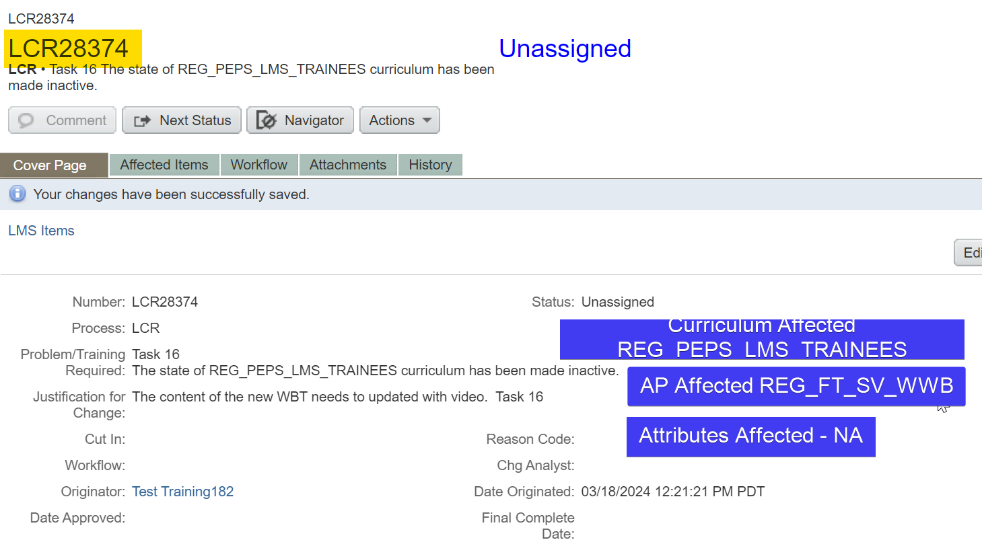 LCR28374
LCR28374
Unassigned
LCR • Task 16 The state of REG_PEPS_LMS_TRAINEES curriculum has been
made inactive.
Comment
Next Status
Navigator
Actions
Cover Page
Affected Items
Workflow
Attachments
History
Your changes have been successfully saved.
LMS Items
Edi
Number: LCR28374
Status: Unassigned
Process: LCR
Curriculum Affected
REG_PEPS_LMS_TRAINEES
Problem/Training Required: Task 16
The state of REG_PEPS_LMS_TRAINEES curriculum has been made inactive.
AP Affected REG_FT_SV_WWB
Justification for Change: The content of the new WBT needs to updated with video. Task 16
Attributes Affected - NA
Cut In:
Reason Code:
Workflow:
Chg Analyst:
Originator: Test Training182
Date Originated: 03/18/2024 12:21:21 PM PDT
Date Approved:
Final Complete
Date: